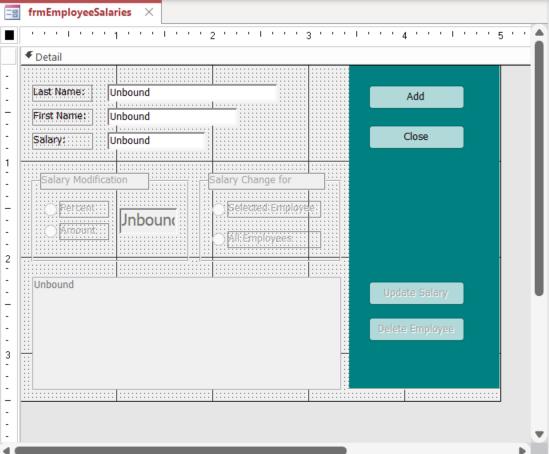 frmEmployeeSalaries
1 2 3 4 5
Detail
Last Name: Unbound
Add
First Name: Unbound
Salary: Unbound
Close
1
Salary Modification Salary Change for
Percent Unbound Selected Employee
Amount All Employees
2
Unbound
Update Salary
Delete Employee
3